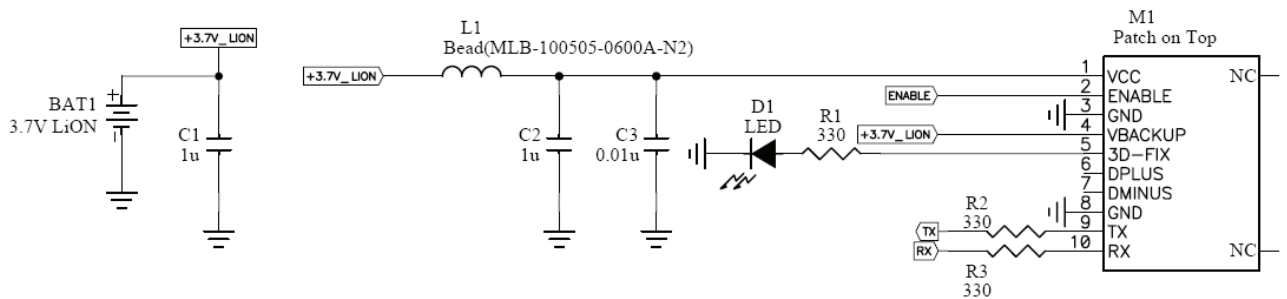 +3.7V_LION
BAT1
3.7V LiON
+
-
C1
1u
+3.7V_LION
L1
Bead(MLB-100505-0600A-N2)
C2
1u
C3
0.01u
D1
LED
R1
330
ENABLE
+3.7V_LION
TX
RX
R2
330
R3
330
M1
Patch on Top
1
VCC
2
ENABLE
3
GND
4
VBACKUP
5
3D-FIX
6
DPLUS
7
DMINUS
8
GND
9
TX
10
RX
NC
NC